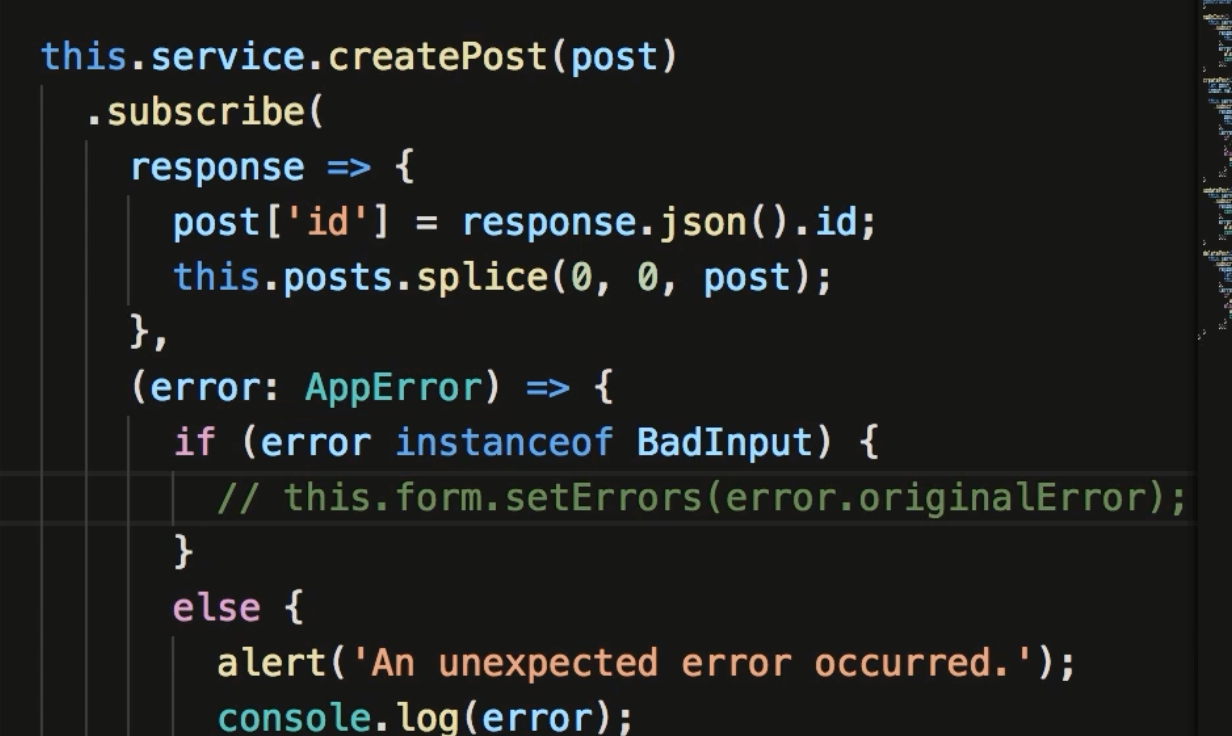 this.service.createPost(post)
.subscribe(
response => {
post['id'] = response.json().id;
this.posts.splice(0, 0, post);
},
(error: AppError) => {
if (error instanceof BadInput) {
// this.form.setErrors(error.originalError);
}
else {
alert('An unexpected error occurred.');
console.log(error);